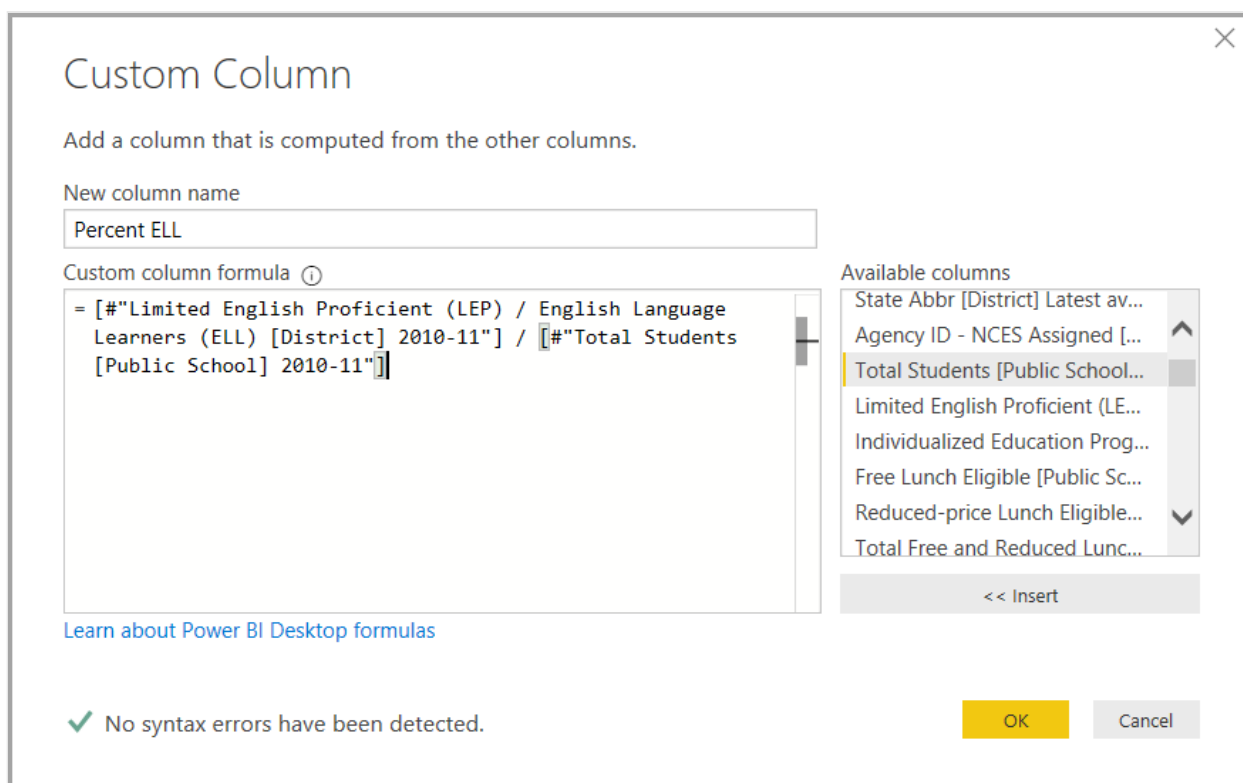 Custom Column
Add a column that is computed from the other columns.
New column name
Percent ELL
Custom column formula
= [#"Limited English Proficient (LEP) / English Language
Learners (ELL) [District] 2010-11"] / [#"Total Students
[Public School] 2010-11"]
Available columns
State Abbr [District] Latest av...
Agency ID - NCES Assigned [...
Total Students [Public School...
Limited English Proficient (LE...
Individualized Education Prog...
Free Lunch Eligible [Public Sc...
Reduced-price Lunch Eligible...
Total Free and Reduced Lunc...
<< Insert
Learn about Power BI Desktop formulas
No syntax errors have been detected.
OK
Cancel